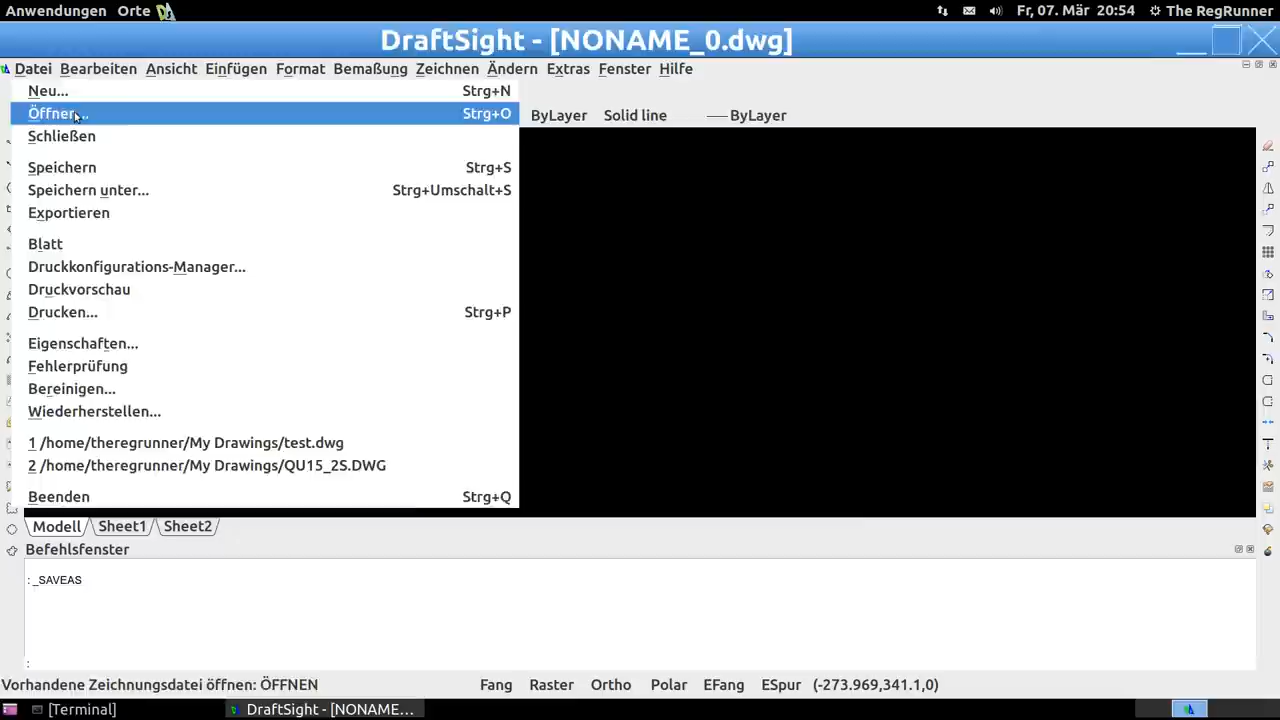 Anwendungen Orte Fr, 07. Mär 20:54 The RegRunner
DraftSight - [NONAME_0.dwg]
Datei Bearbeiten Ansicht Einfügen Format Bemaßung Zeichnen Ändern Extras Fenster Hilfe
Neu... Strg+N
Öffnen... Strg+O
ByLayer Solid line ByLayer
Schließen
Speichern Strg+S
Speichern unter... Strg+Umschalt+S
Exportieren
Blatt
Druckkonfigurations-Manager...
Druckvorschau
Drucken... Strg+P
Eigenschaften...
Fehlerprüfung
Bereinigen...
Wiederherstellen...
1 /home/theregrunner/My Drawings/test.dwg
2 /home/theregrunner/My Drawings/QU15_2S.DWG
Beenden Strg+Q
Modell Sheet1 Sheet2
Befehlsfenster
: _SAVEAS
:
Vorhandene Zeichnungsdatei öffnen: ÖFFNEN Fang Raster Ortho Polar EFang ESpur (-273.969,341.1,0)
[Terminal] DraftSight - [NONAME...